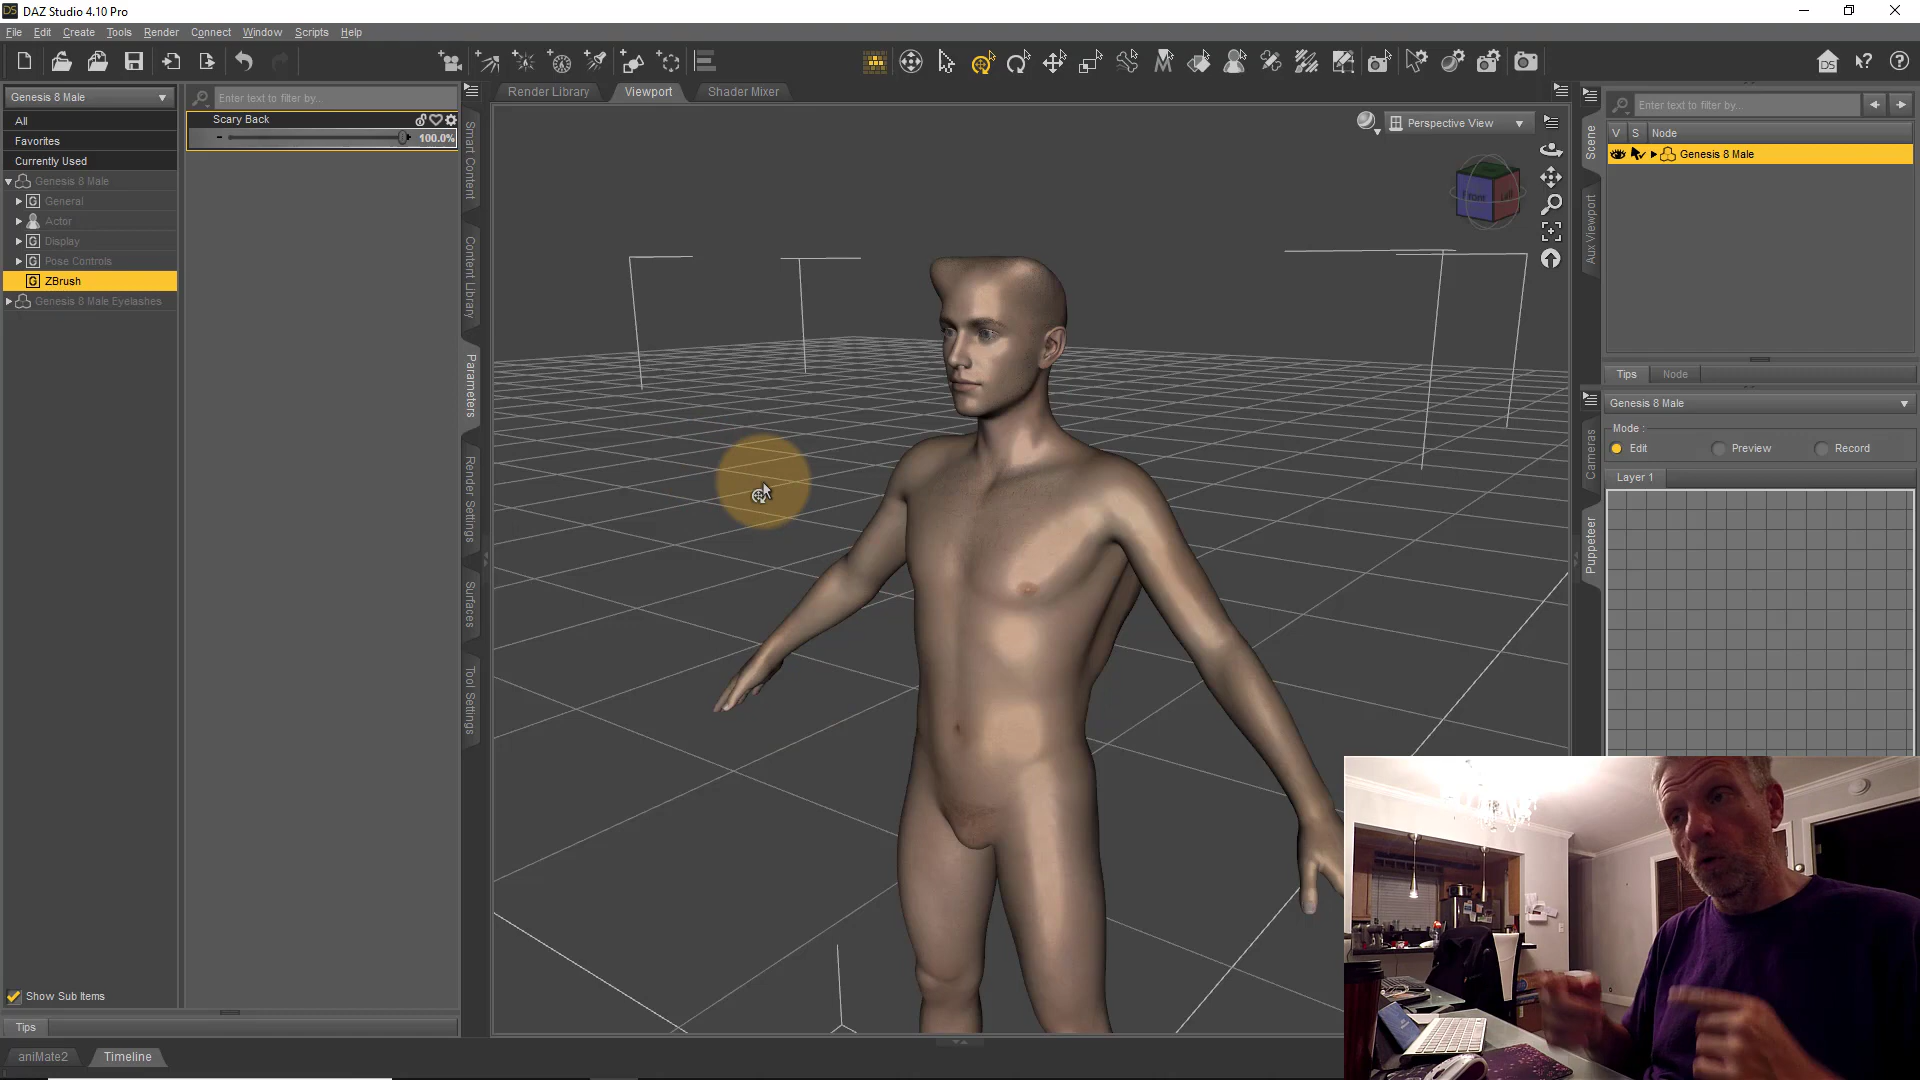 DAZ Studio 4.10 Pro
File Edit Create Tools Render Connect Window Scripts Help
Genesis 8 Male
All
Favorites
Currently Used
Genesis 8 Male
General
Actor
Display
Pose Controls
ZBrush
Genesis 8 Male Eyelashes
Show Sub Items
Tips
aniMate2 Timeline
Enter text to filter by...
Scary Back
100.0%
Smart Content
Content Library
Parameters
Render Settings
Surfaces
Tool Settings
Render Library Viewport Shader Mixer
Perspective View
Front
Scene
Aux Viewport
Enter text to filter by...
V S Node
Genesis 8 Male
Tips Node
Cameras
Puppeteer
Genesis 8 Male
Mode :
Edit Preview Record
Layer 1